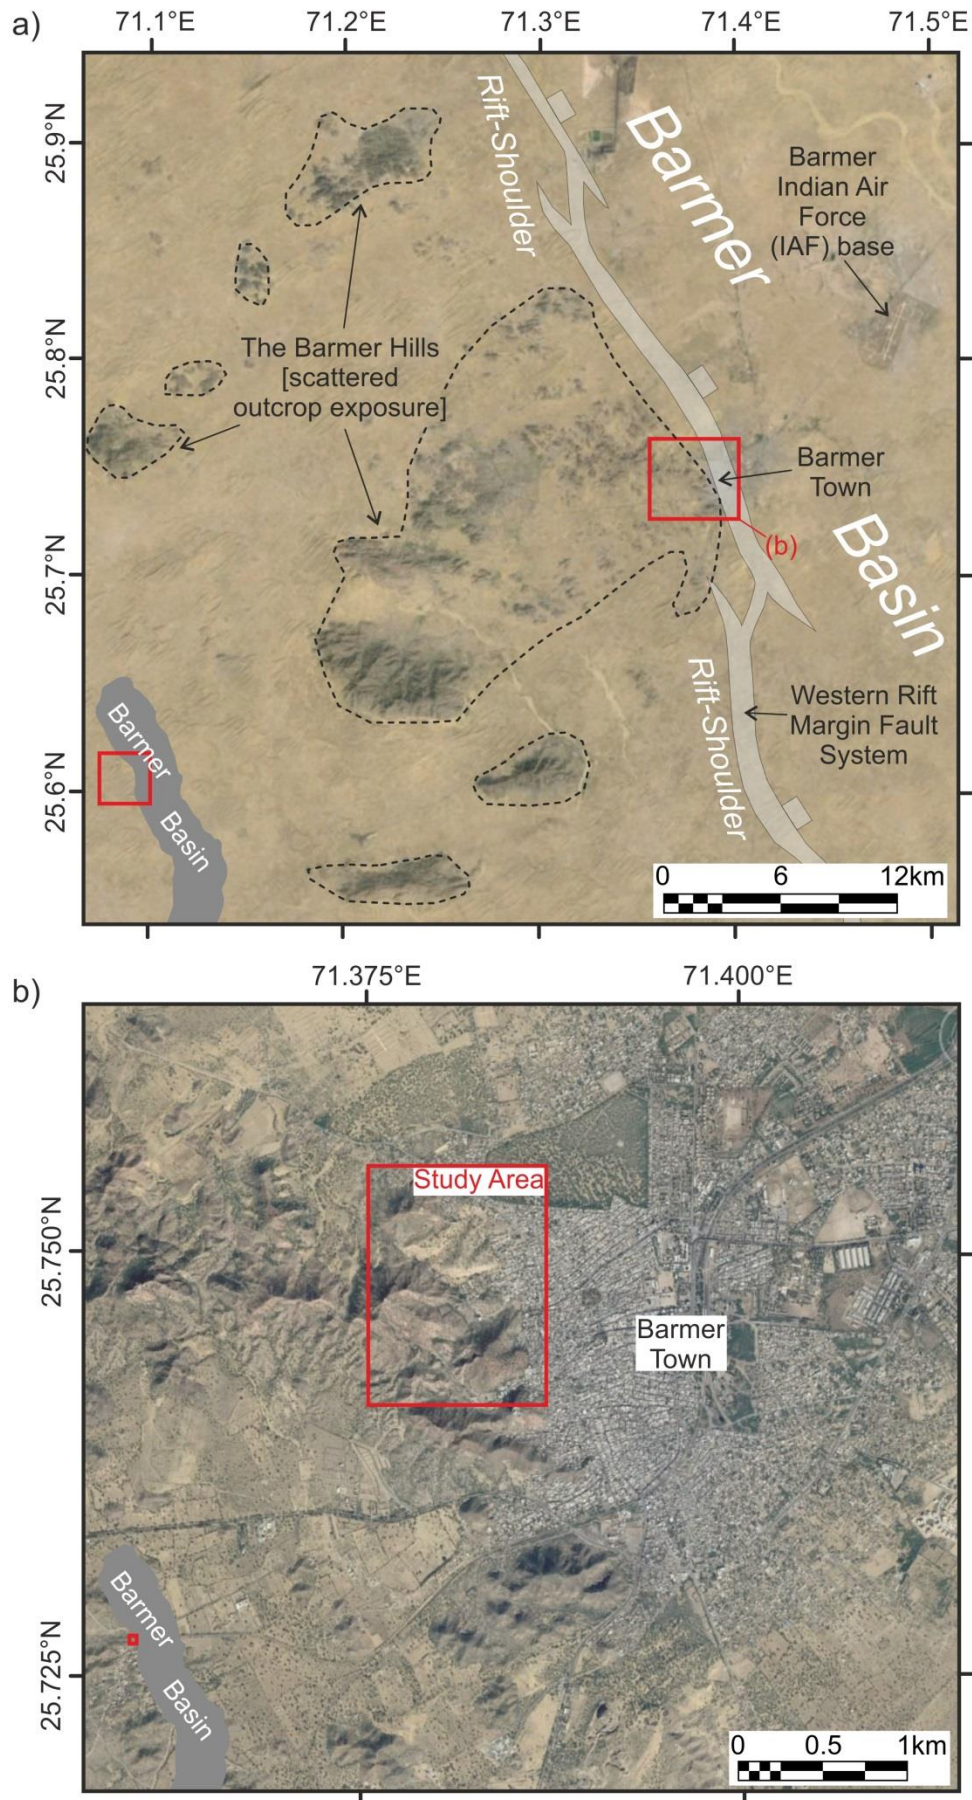 a)
71.1°E 71.2°E 71.3°E 71.4°E 71.5°E
25.9°N
25.8°N
25.7°N
25.6°N
Rift-Shoulder
Barmer
Barmer
Indian Air
Force
(IAF) base
The Barmer Hills
[scattered
outcrop exposure]
Barmer
Town
(b)
Basin
Rift-Shoulder
Western Rift
Margin Fault
System
Barmer
Basin
0 6 12km
b)
71.375°E 71.400°E
25.750°N
25.725°N
Study Area
Barmer
Town
Barmer
Basin
0 0.5 1km